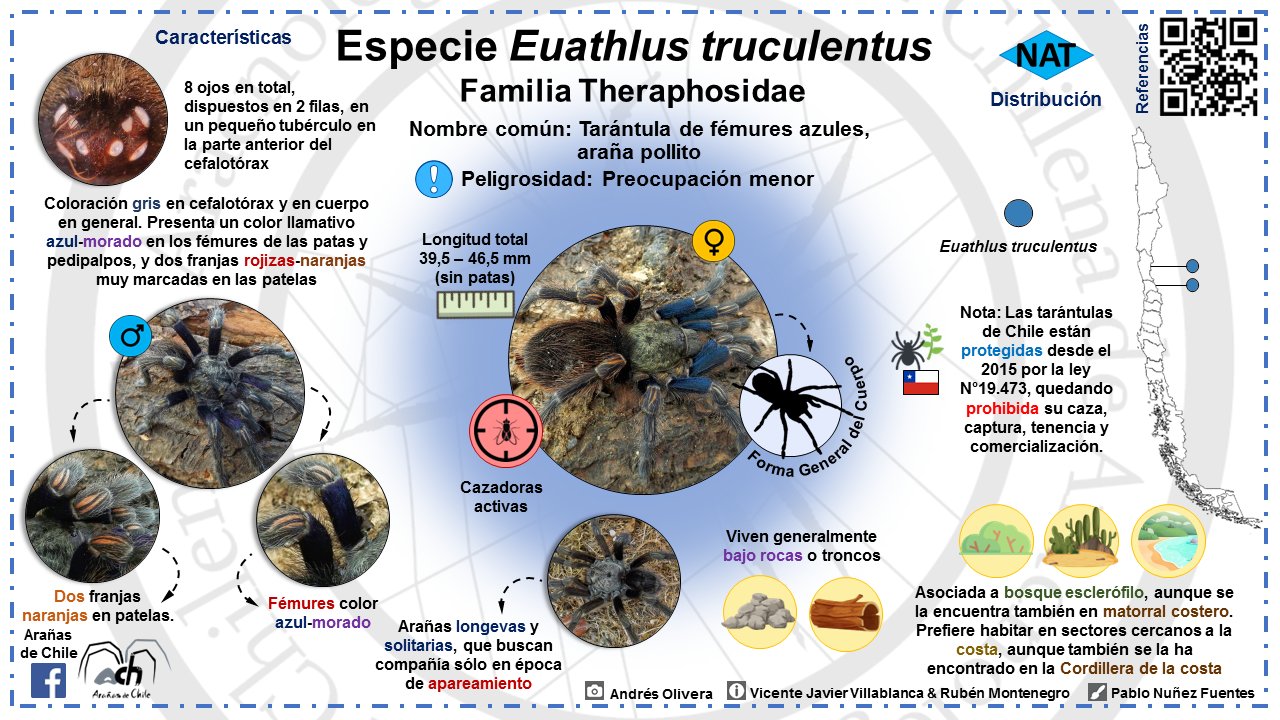 Especie Euathlus truculentus
Familia Theraphosidae
Nombre común: Tarántula de fémures azules,
araña pollito
Peligrosidad: Preocupación menor
Características
8 ojos en total,
dispuestos en 2 filas, en
un pequeño tubérculo en
la parte anterior del
cefalotórax
Coloración gris en cefalotórax y en cuerpo
en general. Presenta un color llamativo
azul-morado en los fémures de las patas y
pedipalpos, y dos franjas rojizas-naranjas
muy marcadas en las patelas
Dos franjas
naranjas en patelas.
Fémures color
azul-morado
Arañas
de Chile
ach
Arañas de Chile
Longitud total
39,5 – 46,5 mm
(sin patas)
Forma General del Cuerpo
Cazadoras
activas
Arañas longevas y
solitarias, que buscan
compañía sólo en época
de apareamiento
Viven generalmente
bajo rocas o troncos
NAT
Distribución
Referencias
Euathlus truculentus
Nota: Las tarántulas
de Chile están
protegidas desde el
2015 por la ley
N°19.473, quedando
prohibida su caza,
captura, tenencia y
comercialización.
Asociada a bosque esclerófilo, aunque se
la encuentra también en matorral costero.
Prefiere habitar en sectores cercanos a la
costa, aunque también se la ha
encontrado en la Cordillera de la costa
Andrés Olivera
Vicente Javier Villablanca & Rubén Montenegro
Pablo Nuñez Fuentes